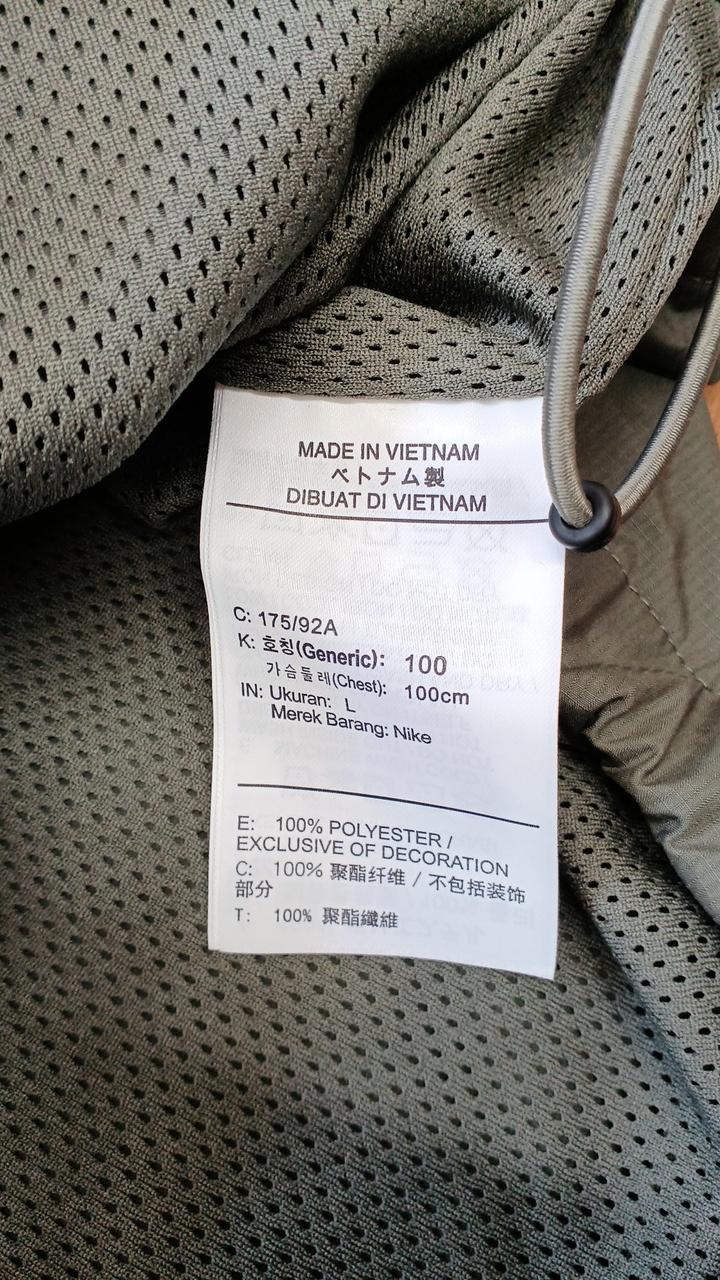 MADE IN VIETNAM
ベトナム製
DIBUAT DI VIETNAM
C: 175/92A
K: 호칭(Generic): 100
가슴둘레(Chest): 100cm
IN: Ukuran: L
Merek Barang: Nike
E: 100% POLYESTER /
EXCLUSIVE OF DECORATION
C: 100% 聚酯纤维 / 不包括装饰
部分
T: 100% 聚酯纖維